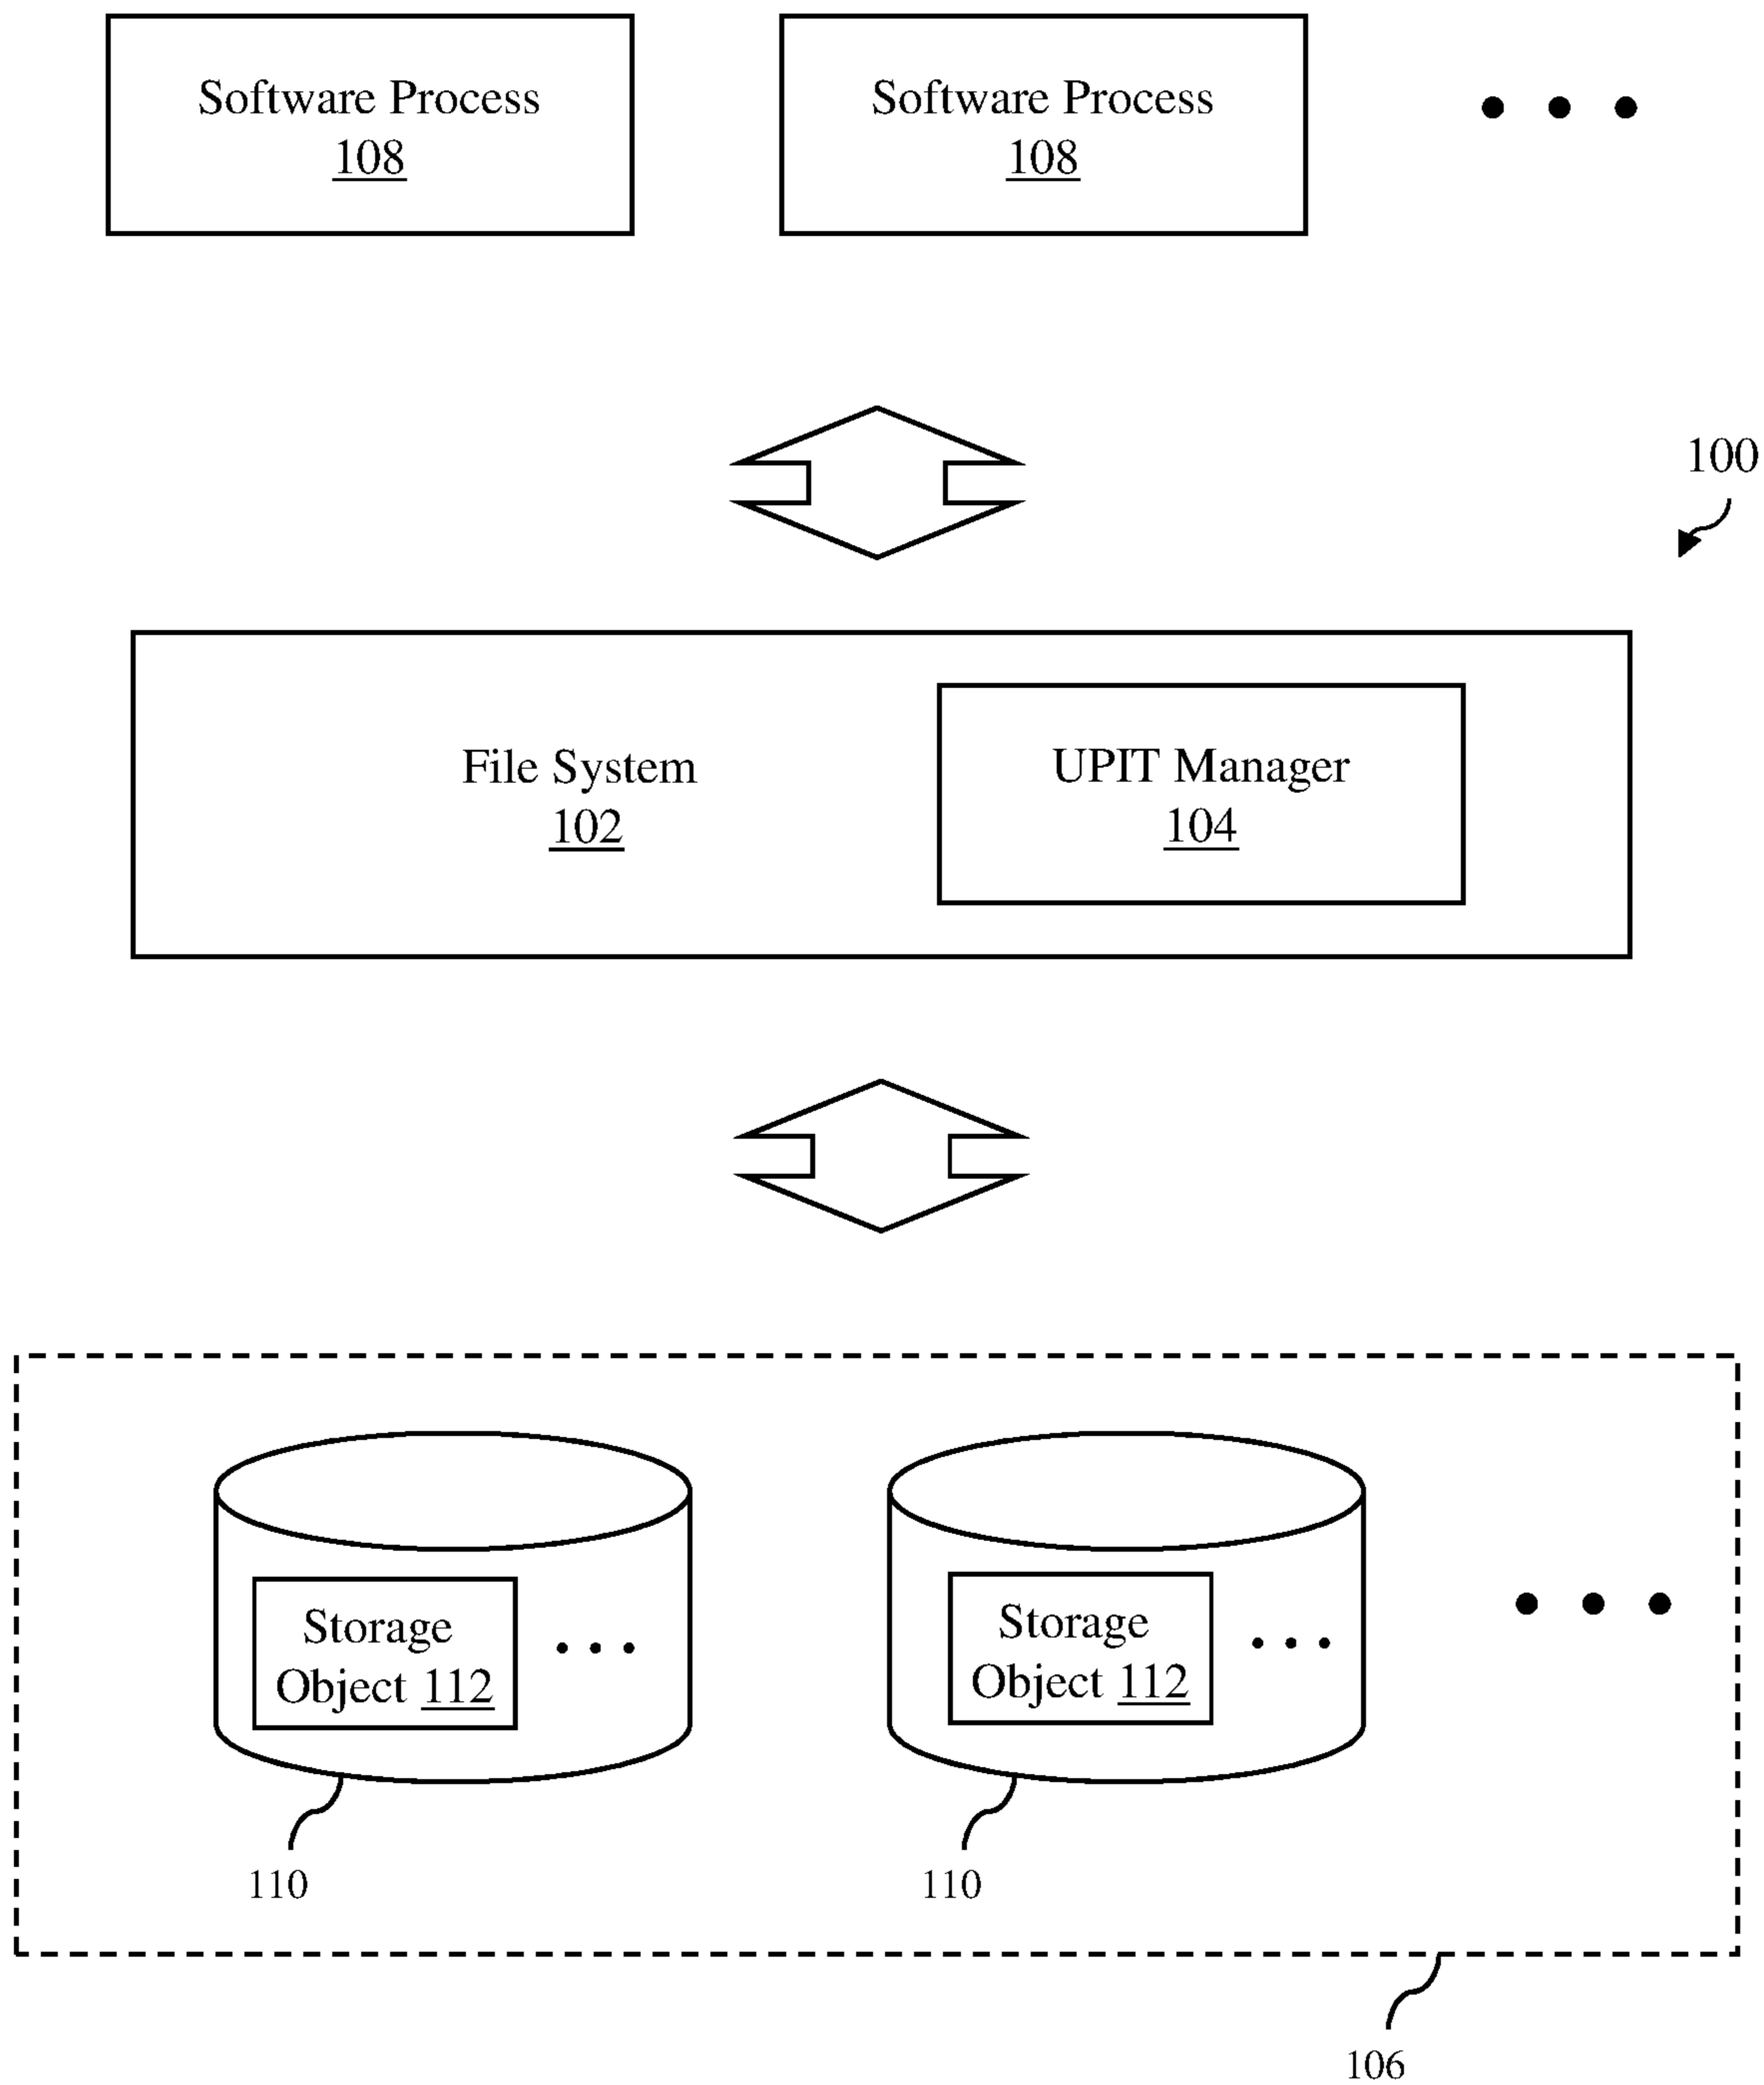 Software Process
108
Software Process
108
100
File System
102
UPIT Manager
104
Storage
Object 112
Storage
Object 112
110
110
106